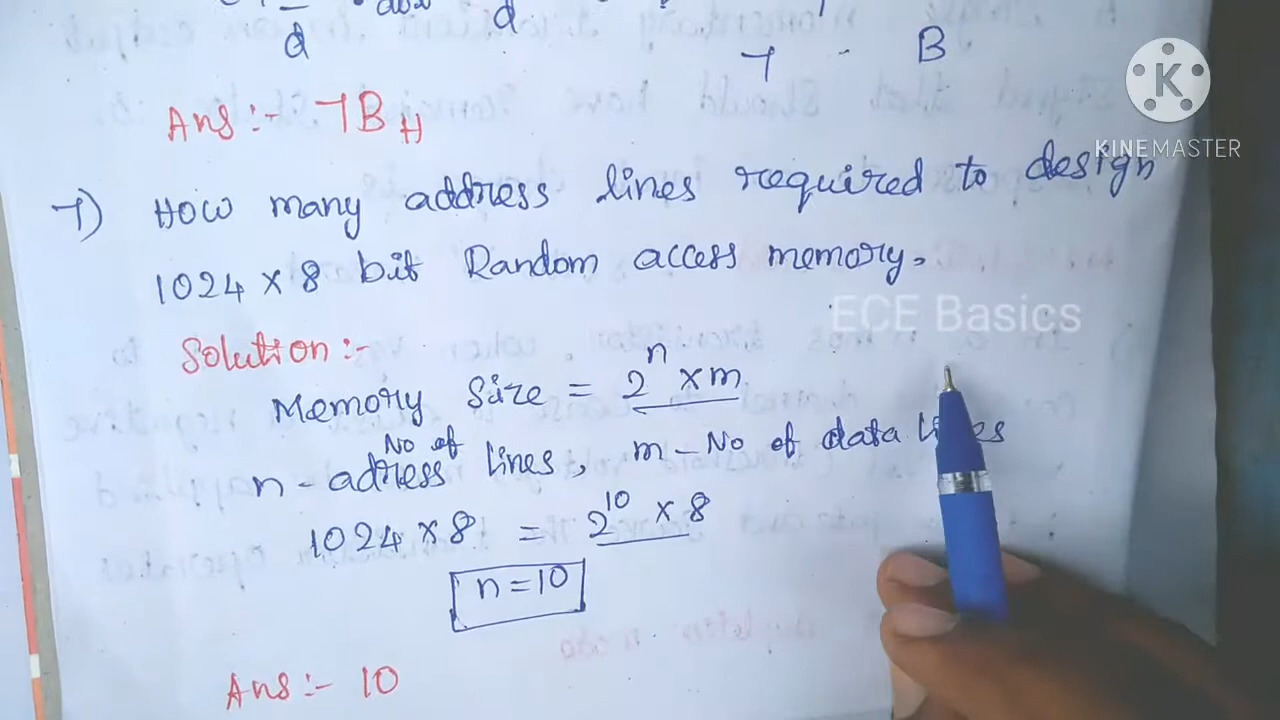 d d
7 - B
KINEMASTER
Ans :- 7B H
7) How many address lines required to design
1024 x 8 bit Random access memory.
ECE Basics
Solution :-
Memory Size = 2^n x m
n - No of adress lines, m - No of data lines
1024 x 8 = 2^10 x 8
n = 10
Ans :- 10